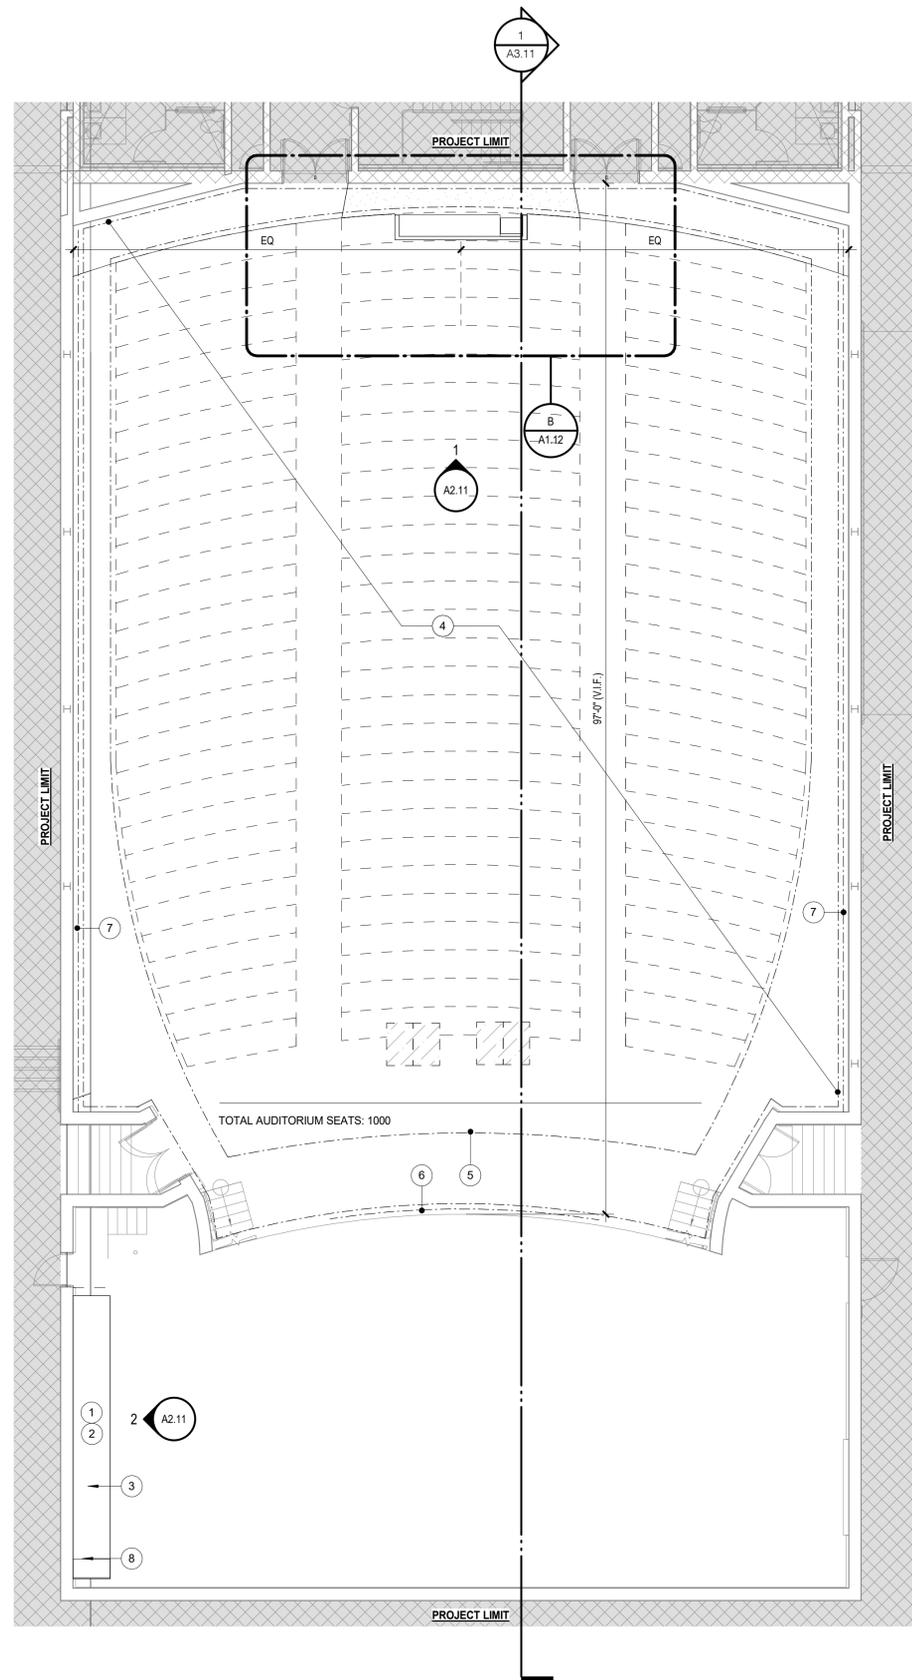 1
A3.11
PROJECT LIMIT
EQ
EQ
B
A1.12
1
A2.11
4
97'-0" (V.I.F.)
PROJECT LIMIT
PROJECT LIMIT
7
7
TOTAL AUDITORIUM SEATS: 1000
6
5
1
2
2
A2.11
3
8
PROJECT LIMIT